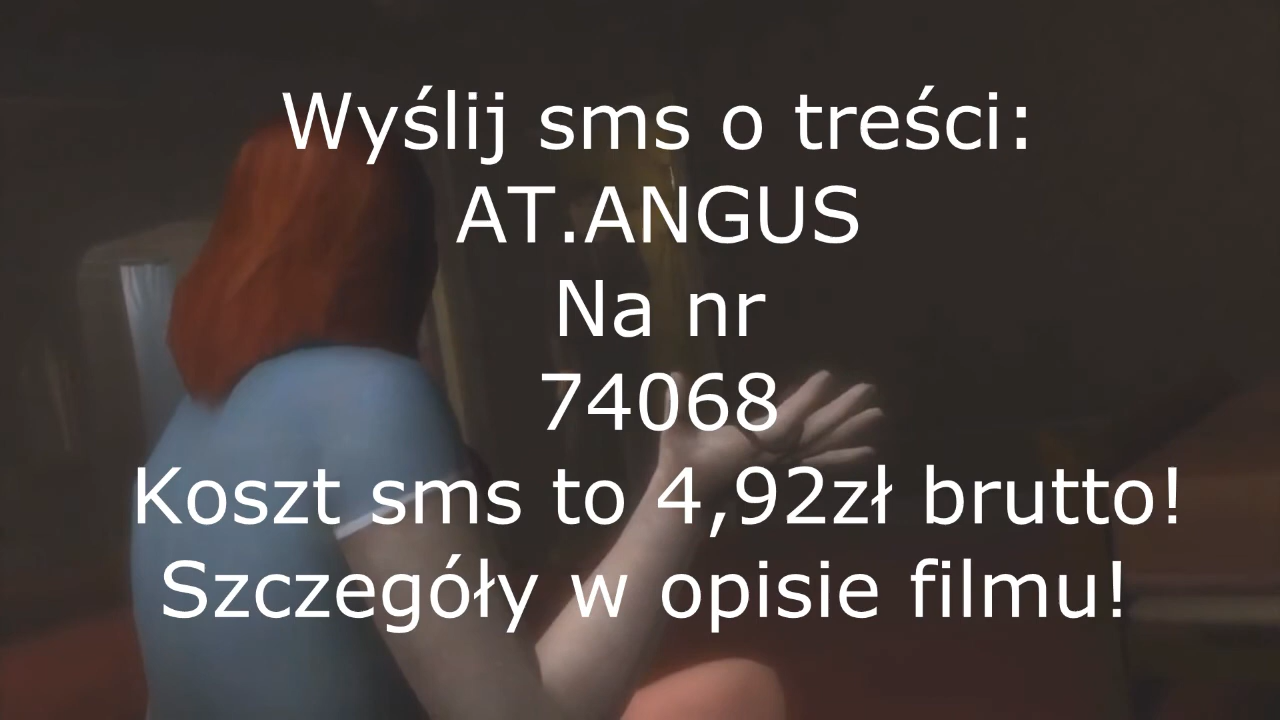 Wyślij sms o treści:
AT.ANGUS
Na nr
74068
Koszt sms to 4,92zł brutto!
Szczegóły w opisie filmu!